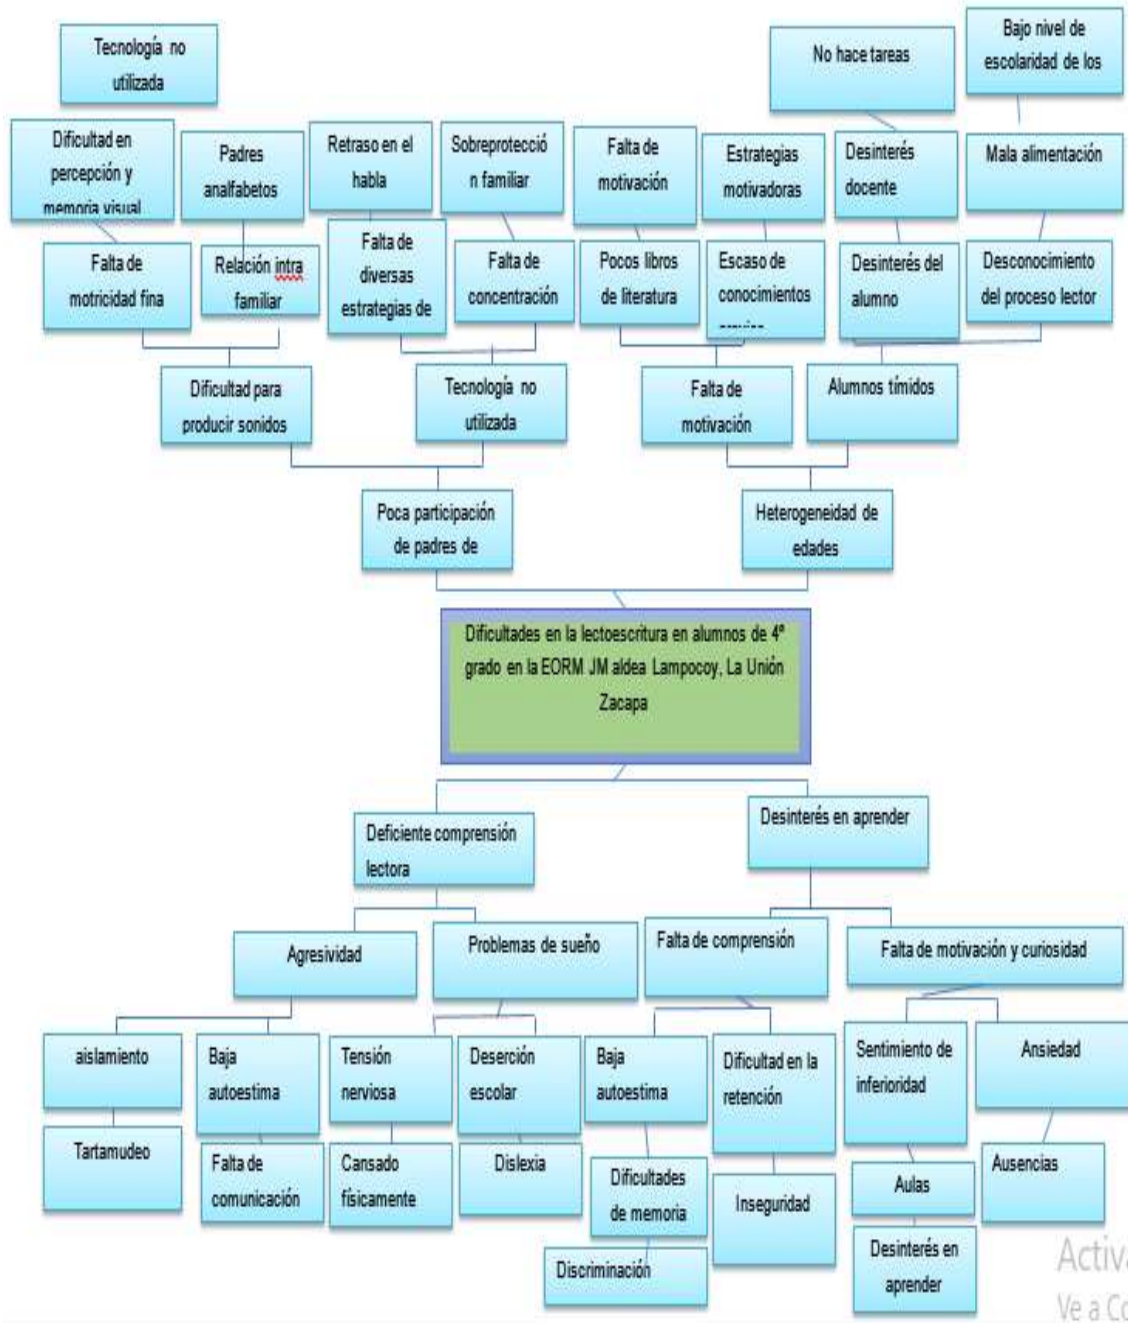 Tecnología no
utilizada
No hace tareas
Bajo nivel de
escolaridad de los
Dificultad en
percepción y
memoria visual
Padres
analfabetos
Retraso en el
habla
Sobreprotecció
n familiar
Falta de
motivación
Estrategias
motivadoras
Desinterés
docente
Mala alimentación
Falta de
motricidad fina
Relación intra
familiar
Falta de
diversas
estrategias de
Falta de
concentración
Pocos libros
de literatura
Escaso de
conocimientos
Desinterés del
alumno
Desconocimiento
del proceso lector
Dificultad para
producir sonidos
Tecnología no
utilizada
Falta de
motivación
Alumnos tímidos
Poca participación
de padres de
Heterogeneidad de
edades
Dificultades en la lectoescritura en alumnos de 4º
grado en la EORM JM aldea Lampocoy, La Unión
Zacapa
Deficiente comprensión
lectora
Desinterés en aprender
Agresividad
Problemas de sueño
Falta de comprensión
Falta de motivación y curiosidad
aislamiento
Baja
autoestima
Tensión
nerviosa
Deserción
escolar
Baja
autoestima
Dificultad en la
retención
Sentimiento de
inferioridad
Ansiedad
Tartamudeo
Falta de
comunicación
Cansado
físicamente
Dislexia
Dificultades
de memoria
Inseguridad
Aulas
Ausencias
Discriminación
Desinterés en
aprender
Activa
Ve a Co